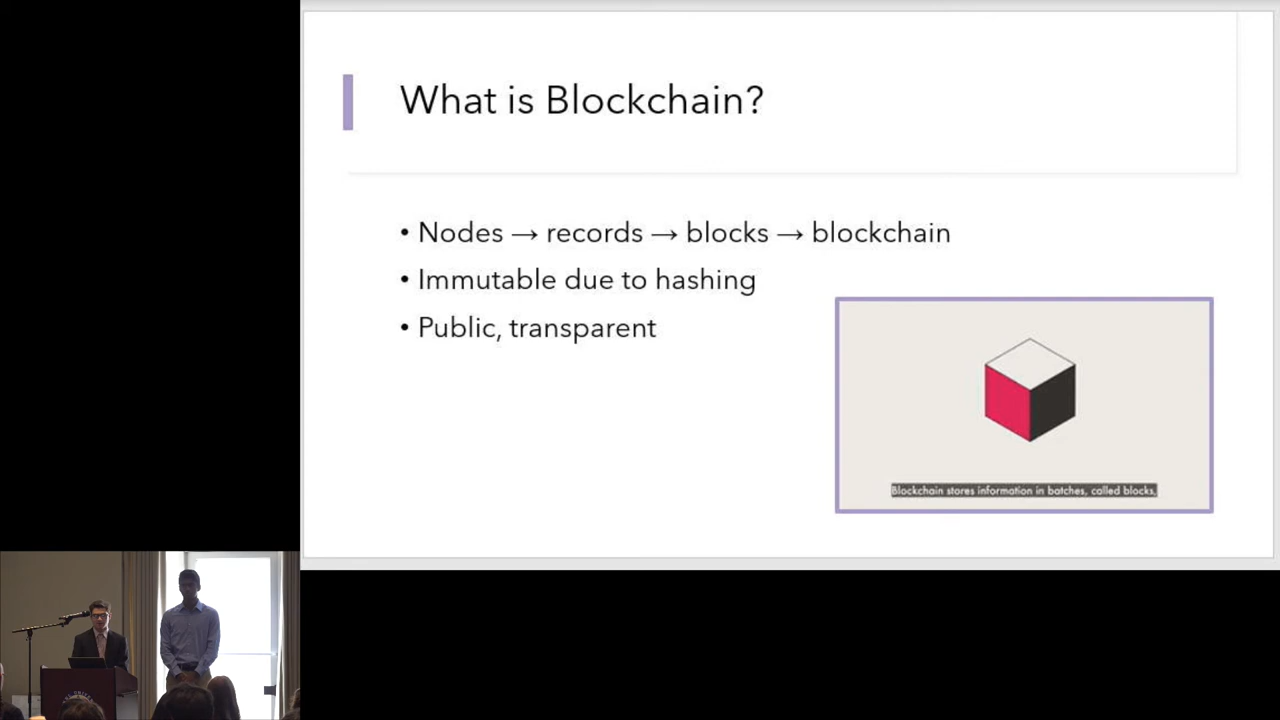 What is Blockchain?
• Nodes → records → blocks → blockchain
• Immutable due to hashing
• Public, transparent
Blockchain stores information in batches, called blocks,